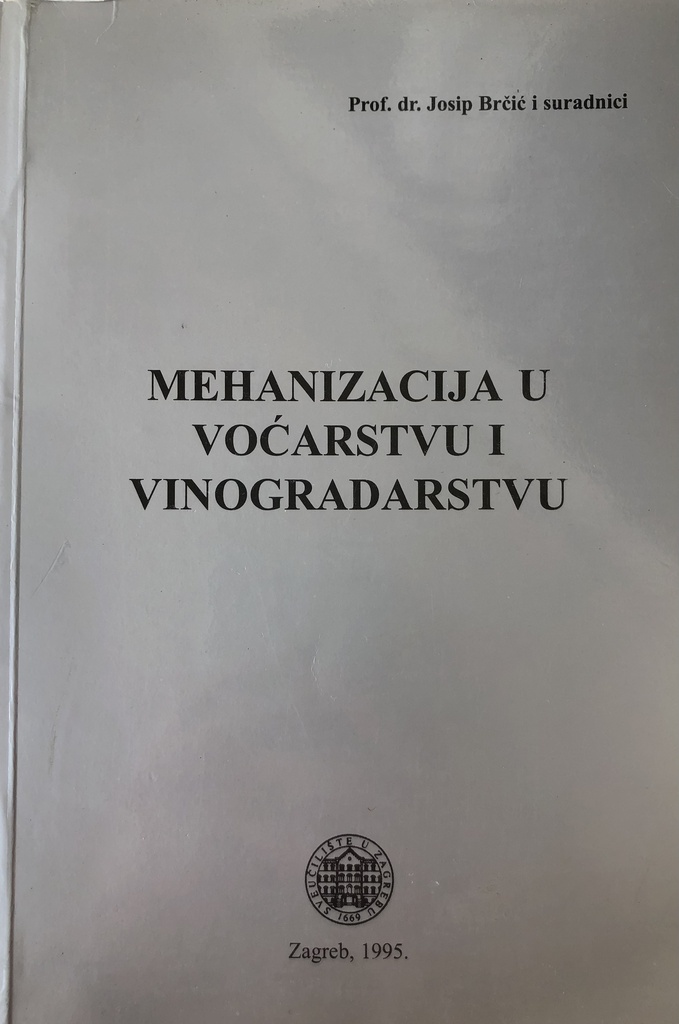 Prof. dr. Josip Brčić i suradnici
MEHANIZACIJA U
VOĆARSTVU I
VINOGRADARSTVU
SVEUČILIŠTE U ZAGREBU
1669
Zagreb, 1995.